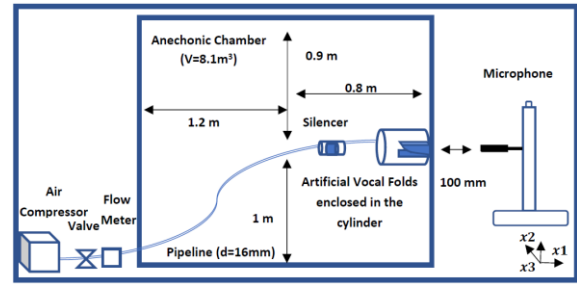 Anechonic Chamber
(V=8.1m³)
0.9 m
Microphone
0.8 m
1.2 m
Silencer
Air
Compressor
Valve
Flow
Meter
100 mm
Artificial Vocal Folds
enclosed in the
cylinder
1 m
Pipeline (d=16mm)
x2
x1
x3